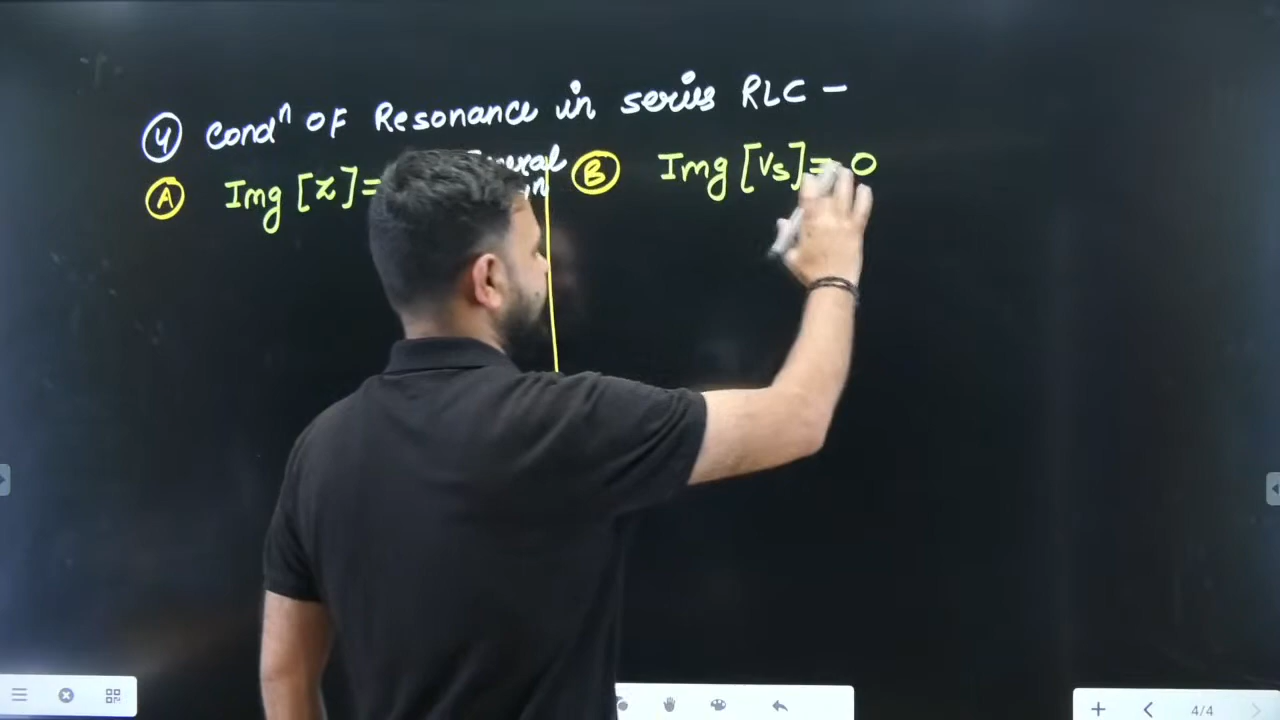 ④ Condⁿ OF Resonance in series RLC –
Ⓐ Img [z]=
Ⓑ Img [Vs]= 0
4/4